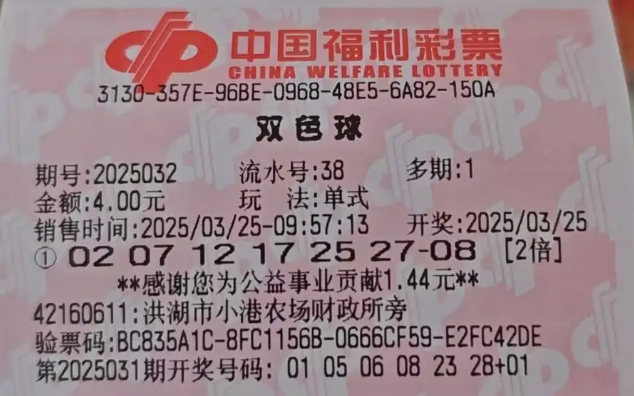 中国福利彩票
CHINA WELFARE LOTTERY
3130-357E-96BE-0968-48E5-6A82-150A
双色球
期号:2025032 流水号:38 多期:1
金额:4.00元 玩 法:单式
销售时间:2025/03/25-09:57:13 开奖:2025/03/25
① 02 07 12 17 25 27-08 [2倍]
**感谢您为公益事业贡献1.44元**
42160611:洪湖市小港农场财政所旁
验票码:BC835A1C-8FC1156B-0666CF59-E2FC42DE
第2025031期开奖号码: 01 05 06 08 23 28+01